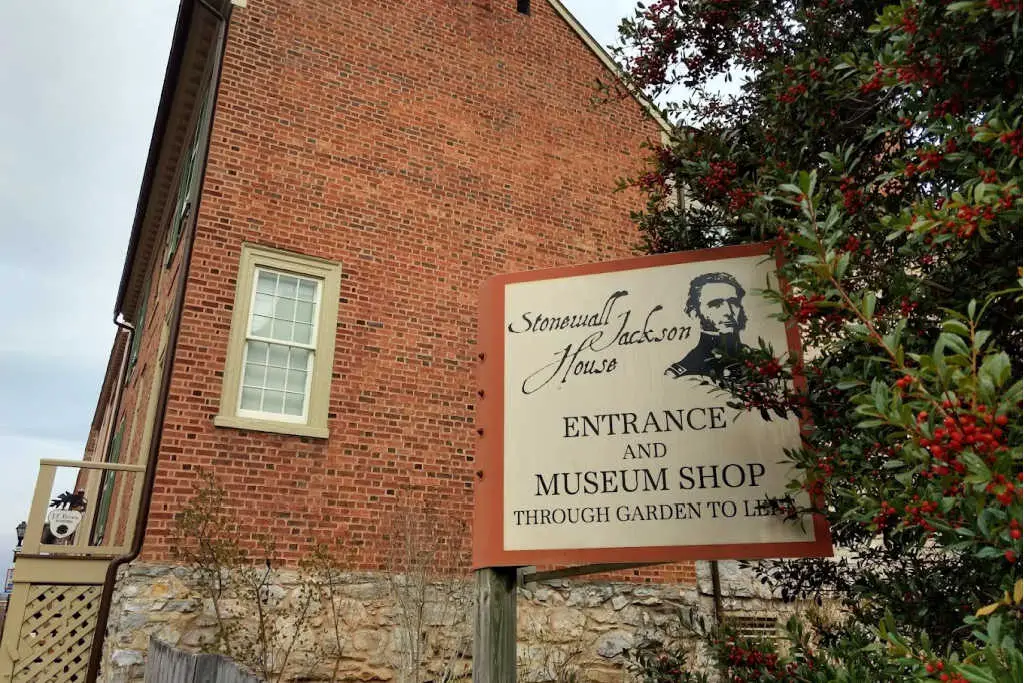 Stonewall
Jackson
House
ENTRANCE
AND
MUSEUM SHOP
THROUGH GARDEN TO LEFT